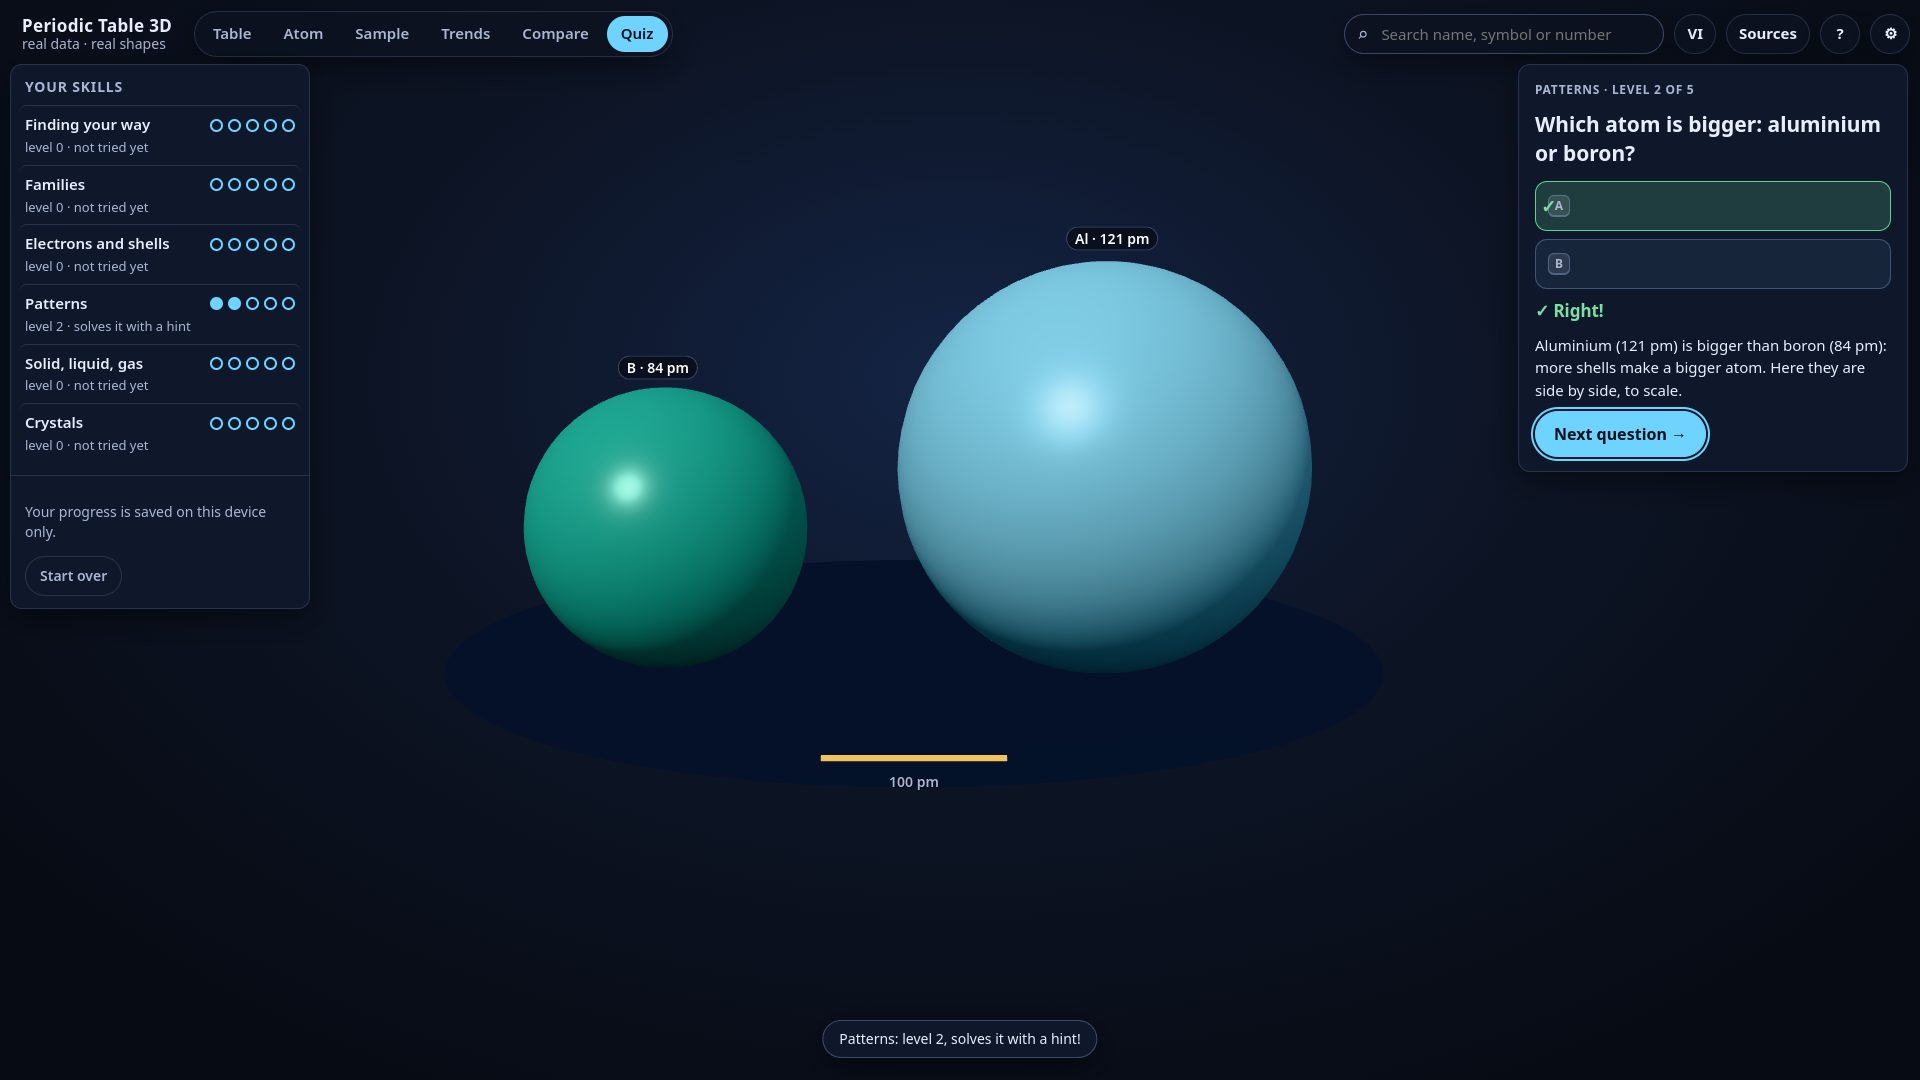 Periodic Table 3D
real data · real shapes
Table Atom Sample Trends Compare Quiz
Search name, symbol or number
VI
Sources
?
YOUR SKILLS
Finding your way
level 0 · not tried yet
Families
level 0 · not tried yet
Electrons and shells
level 0 · not tried yet
Patterns
level 2 · solves it with a hint
Solid, liquid, gas
level 0 · not tried yet
Crystals
level 0 · not tried yet
Your progress is saved on this device
only.
Start over
B · 84 pm
Al · 121 pm
100 pm
Patterns: level 2, solves it with a hint!
PATTERNS · LEVEL 2 OF 5
Which atom is bigger: aluminium
or boron?
✓ A
B
✓ Right!
Aluminium (121 pm) is bigger than boron (84 pm):
more shells make a bigger atom. Here they are
side by side, to scale.
Next question →